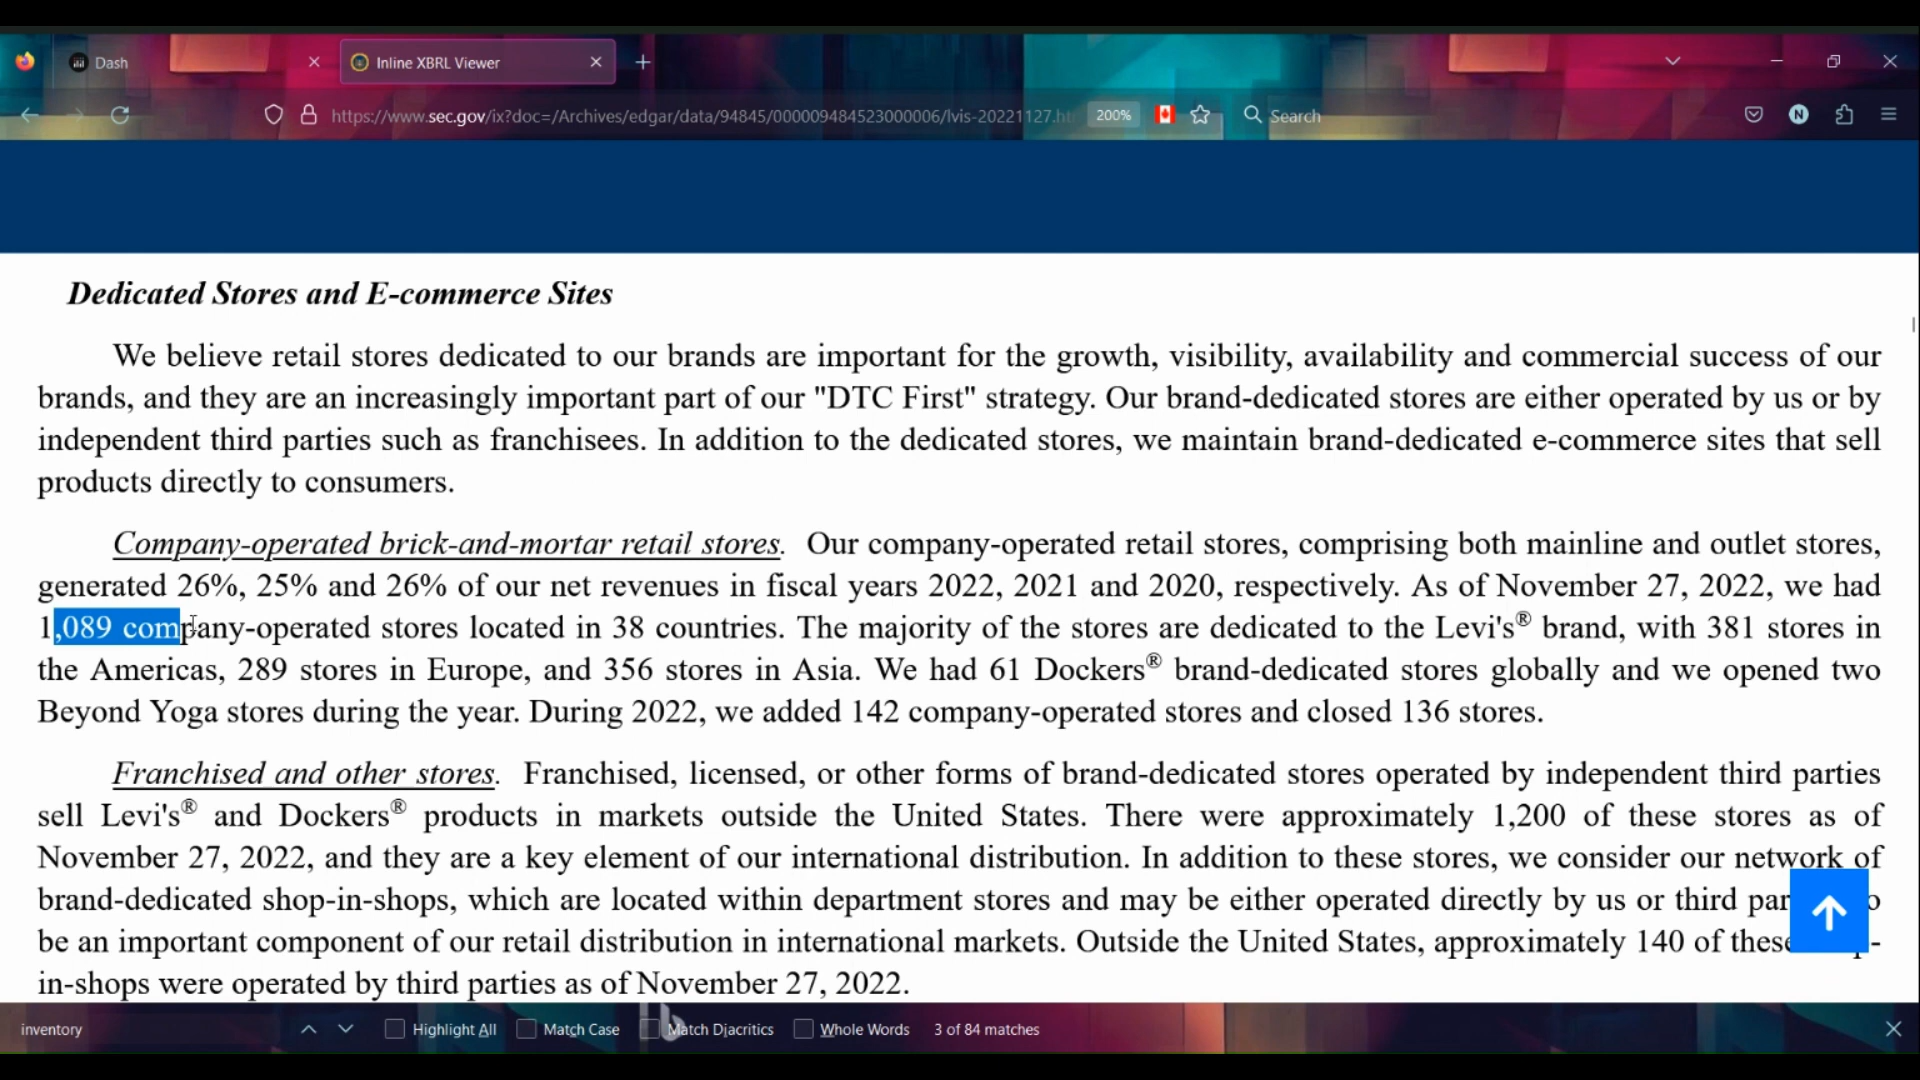 Dash
Inline XBRL Viewer
https://www.sec.gov/ix?doc=/Archives/edgar/data/94845/000009484523000006/lvis-20221127.ht
200%
Search
N
Dedicated Stores and E-commerce Sites
We believe retail stores dedicated to our brands are important for the growth, visibility, availability and commercial success of our
brands, and they are an increasingly important part of our "DTC First" strategy. Our brand-dedicated stores are either operated by us or by
independent third parties such as franchisees. In addition to the dedicated stores, we maintain brand-dedicated e-commerce sites that sell
products directly to consumers.
Company-operated brick-and-mortar retail stores. Our company-operated retail stores, comprising both mainline and outlet stores,
generated 26%, 25% and 26% of our net revenues in fiscal years 2022, 2021 and 2020, respectively. As of November 27, 2022, we had
1,089 company-operated stores located in 38 countries. The majority of the stores are dedicated to the Levi's® brand, with 381 stores in
the Americas, 289 stores in Europe, and 356 stores in Asia. We had 61 Dockers® brand-dedicated stores globally and we opened two
Beyond Yoga stores during the year. During 2022, we added 142 company-operated stores and closed 136 stores.
Franchised and other stores. Franchised, licensed, or other forms of brand-dedicated stores operated by independent third parties
sell Levi's® and Dockers® products in markets outside the United States. There were approximately 1,200 of these stores as of
November 27, 2022, and they are a key element of our international distribution. In addition to these stores, we consider our network of
brand-dedicated shop-in-shops, which are located within department stores and may be either operated directly by us or third par
be an important component of our retail distribution in international markets. Outside the United States, approximately 140 of these
in-shops were operated by third parties as of November 27, 2022.
inventory
Highlight All
Match Case
Match Diacritics
Whole Words
3 of 84 matches